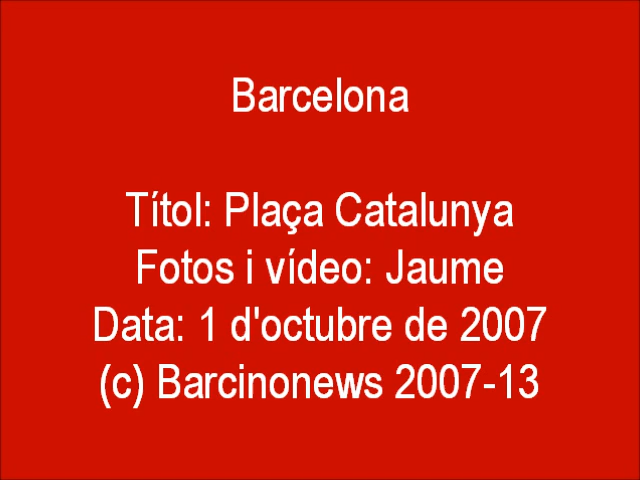 Barcelona
Títol: Plaça Catalunya
Fotos i vídeo: Jaume
Data: 1 d'octubre de 2007
(c) Barcinonews 2007-13